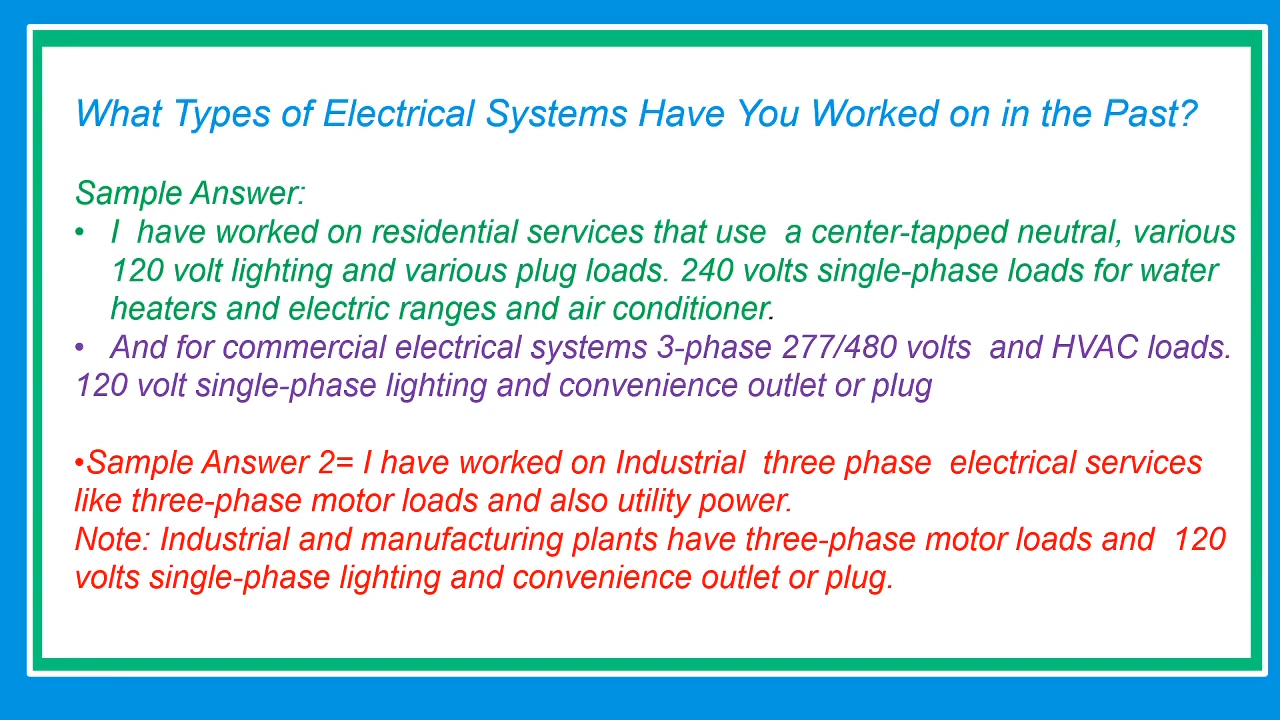 What Types of Electrical Systems Have You Worked on in the Past?
Sample Answer:
• I  have worked on residential services that use  a center-tapped neutral, various
120 volt lighting and various plug loads. 240 volts single-phase loads for water
heaters and electric ranges and air conditioner.
• And for commercial electrical systems 3-phase 277/480 volts  and HVAC loads.
120 volt single-phase lighting and convenience outlet or plug
•Sample Answer 2= I have worked on Industrial  three phase  electrical services
like three-phase motor loads and also utility power.
Note: Industrial and manufacturing plants have three-phase motor loads and  120
volts single-phase lighting and convenience outlet or plug.